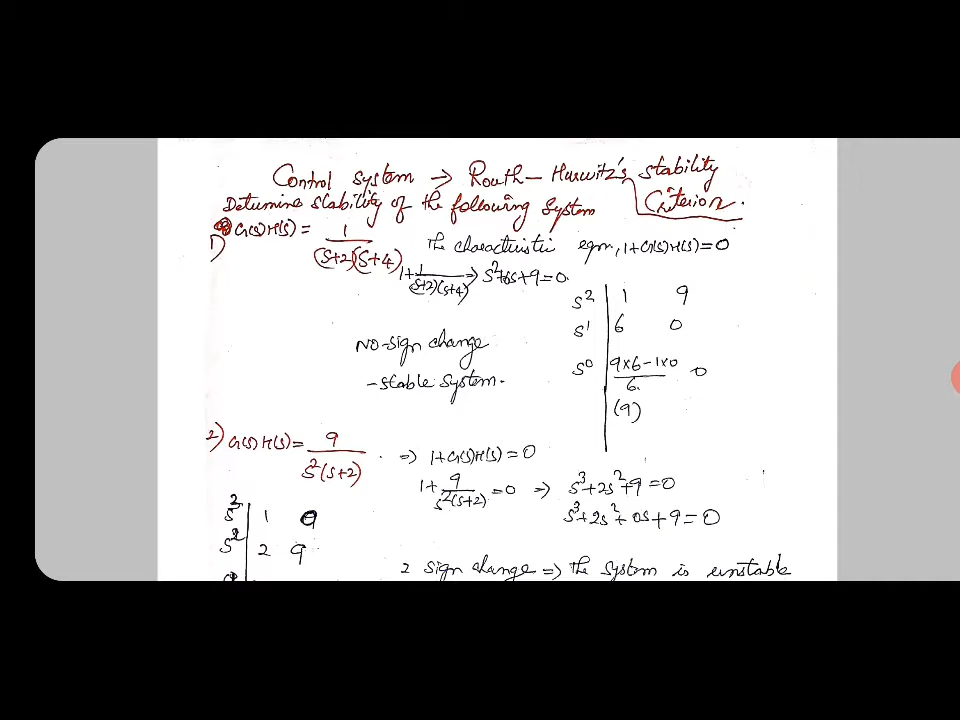 Control system → Routh-Hurwitz's stability Criterion.
Determine stability of the following system
1) G(s)H(s) = 1/(s+2)(s+4)
The characteristic eqn, 1+G(s)H(s)=0
1+1/(s+2)(s+4) ⇒ s²+6s+9=0.
s² | 1 9
s¹ | 6 0
s⁰ | 9×6-1×0/6. 0
(9)
No-sign change
- stable system.
2) G(s)H(s) = 9/s²(s+2) . ⇒ 1+G(s)H(s)=0
1+9/s²(s+2)=0 ⇒ s³+2s²+9=0
s³+2s²+0s+9=0
s³ | 1
s² | 2 9
2 sign change ⇒ the system is unstable